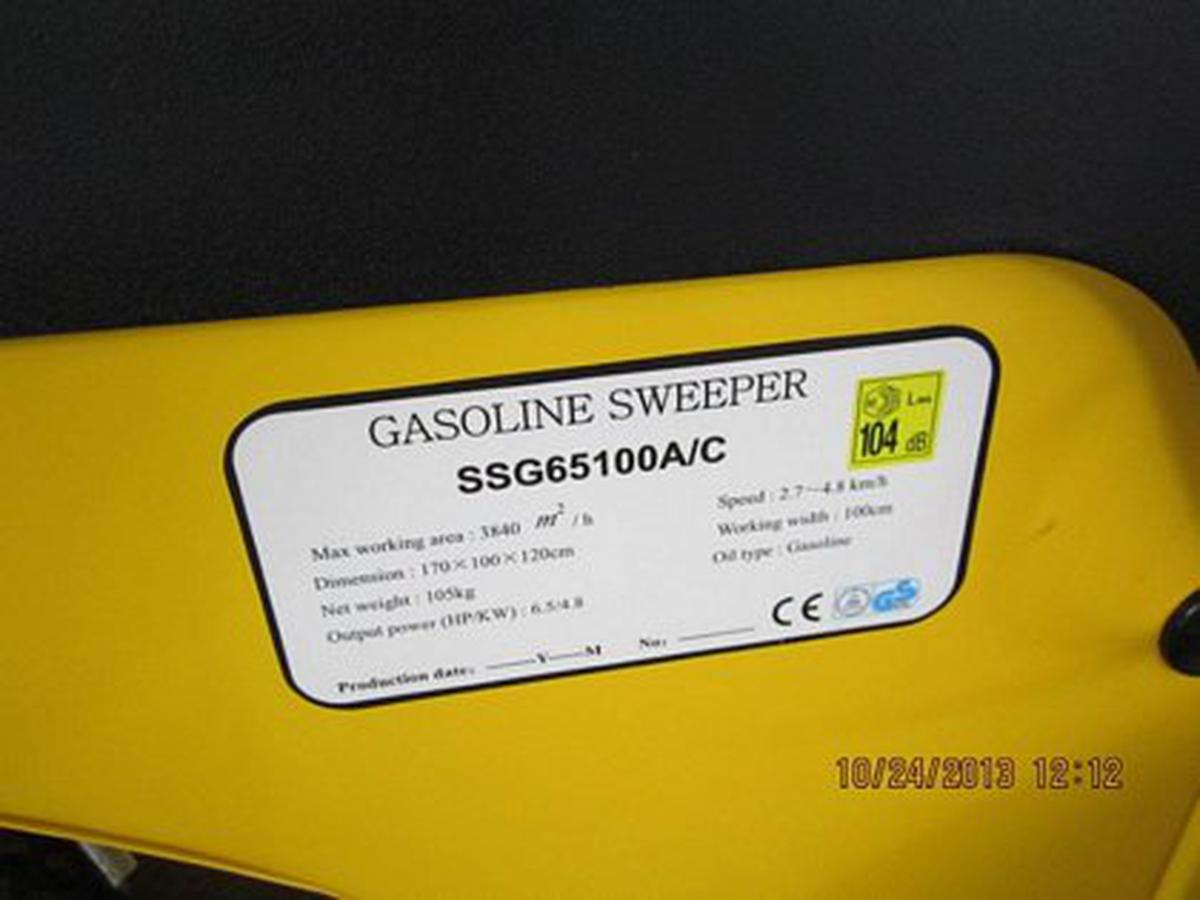 GASOLINE SWEEPER
SSG65100A/C
104 dB
Max working area : 3840 m² / h
Dimension : 170×100×120cm
Net weight : 105kg
Output power (HP/KW) : 6.5/4.8
Speed : 2.7~4.8 km/h
Working width : 100cm
Oil type : Gasoline
Production date: ——Y——M No: ———
CE GS
10/24/2013 12:12